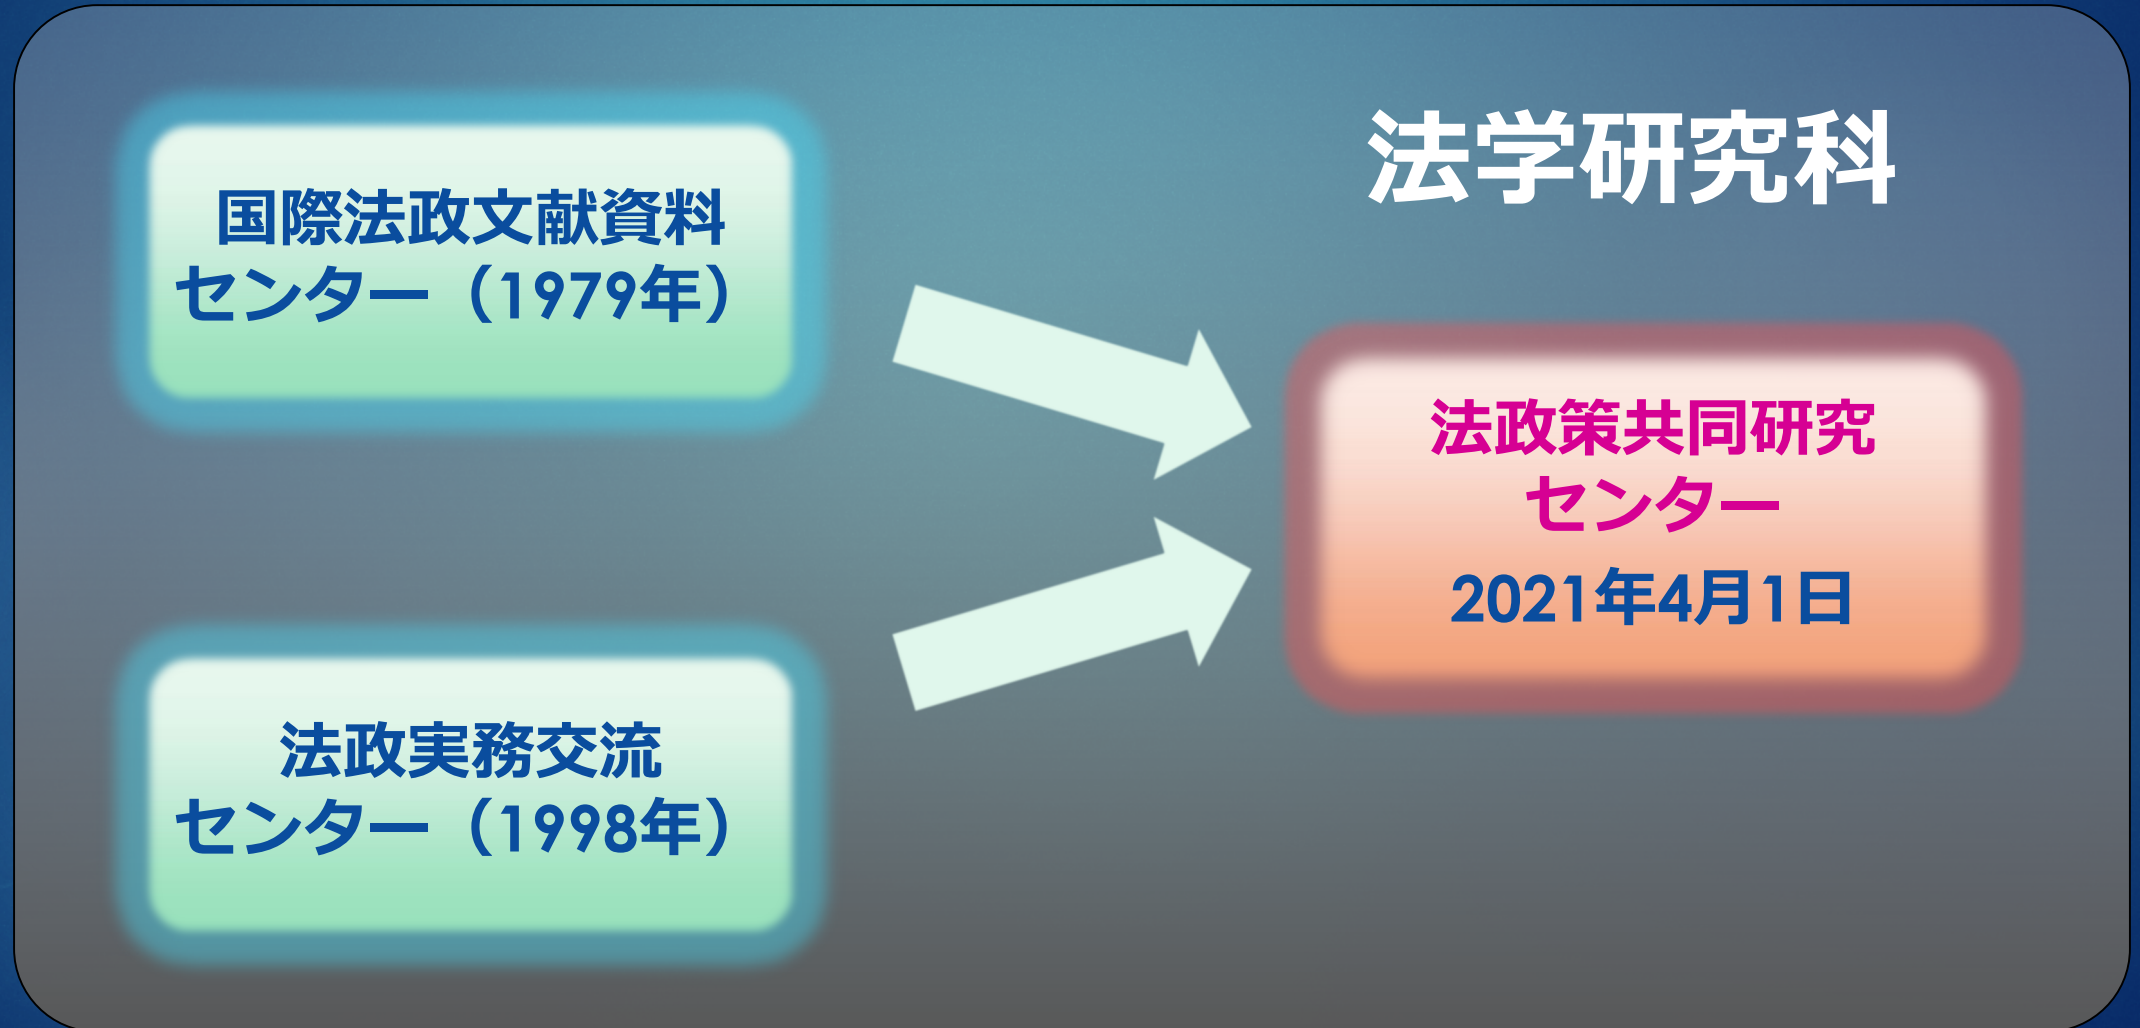 法学研究科
国際法政文献資料
センター（1979年）
法政実務交流
センター（1998年）
法政策共同研究
センター
2021年4月1日